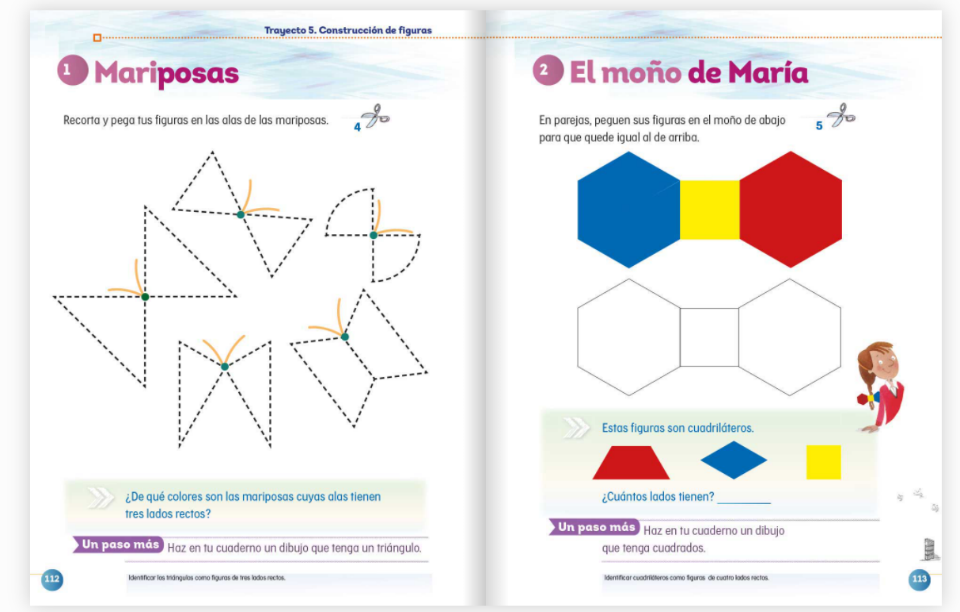 Trayecto 5. Construcción de figuras
1 Mariposas
Recorta y pega tus figuras en las alas de las mariposas.
4
¿De qué colores son las mariposas cuyas alas tienen
tres lados rectos?
Un paso más Haz en tu cuaderno un dibujo que tenga un triángulo.
112
Identificar los triángulos como figuras de tres lados rectos.
2 El moño de María
En parejas, peguen sus figuras en el moño de abajo
para que quede igual al de arriba.
5
Estas figuras son cuadriláteros.
¿Cuántos lados tienen? __________
Un paso más Haz en tu cuaderno un dibujo
que tenga cuadrados.
Identificar cuadriláteros como figuras de cuatro lados rectos.
113